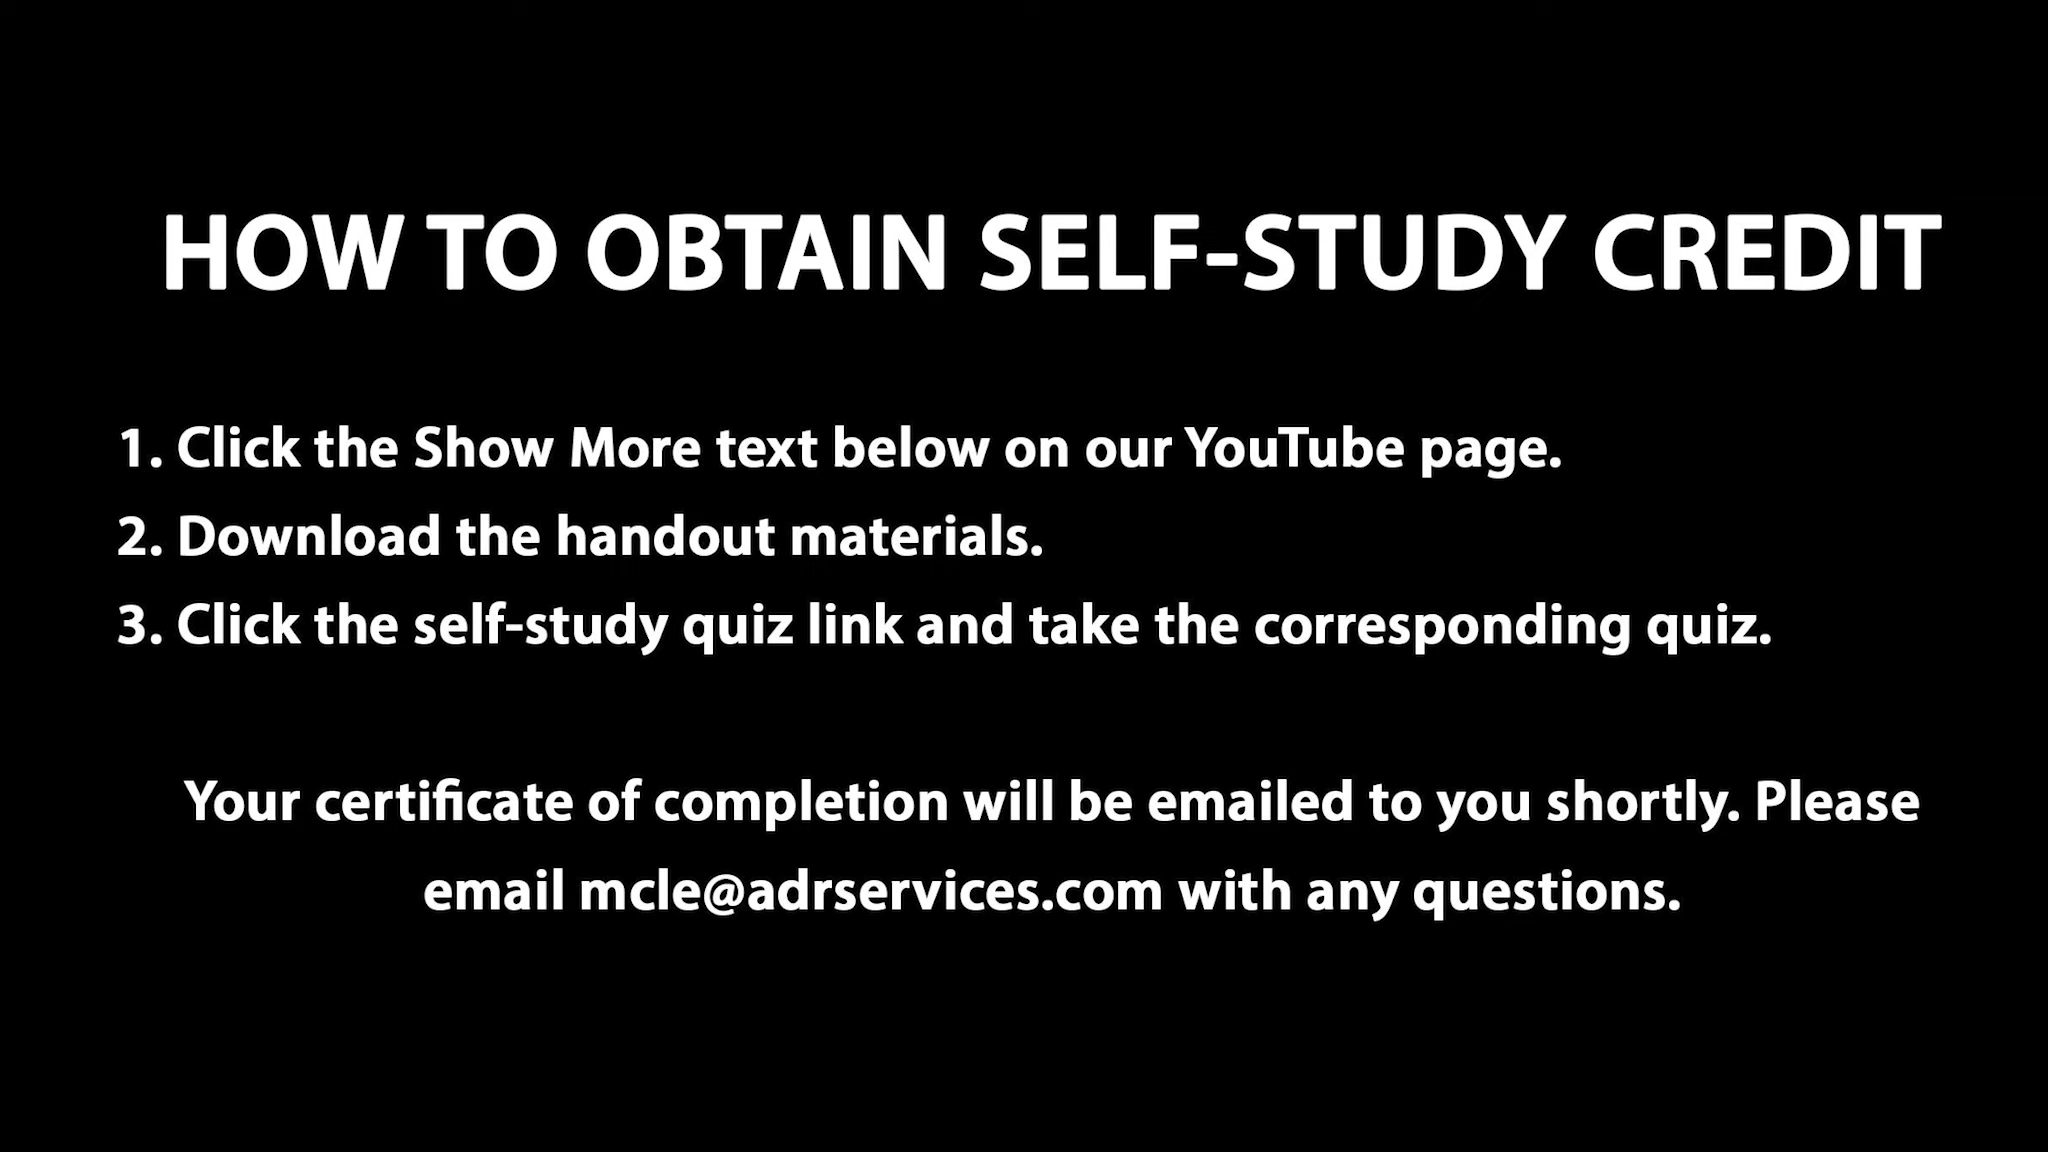 HOW TO OBTAIN SELF-STUDY CREDIT
1. Click the Show More text below on our YouTube page.
2. Download the handout materials.
3. Click the self-study quiz link and take the corresponding quiz.
Your certificate of completion will be emailed to you shortly. Please
email mcle@adrservices.com with any questions.